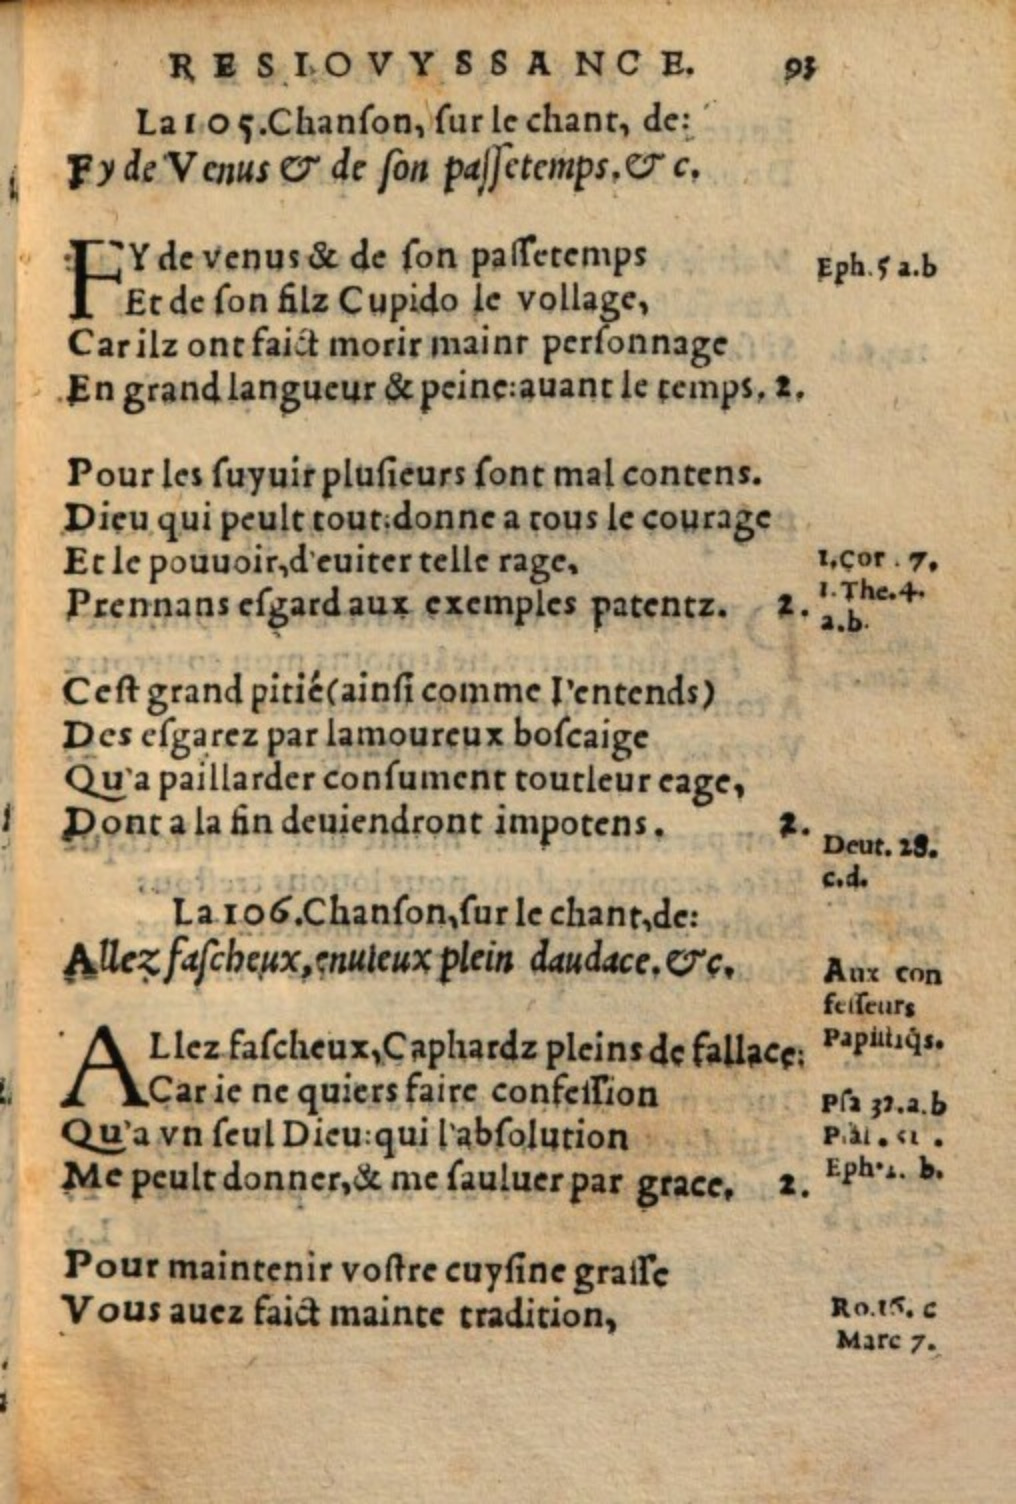 RESIOVYSSANCE. 93
La 105. Chanſon, ſur le chant, de:
Fy de Venus & de ſon paſſetemps. & c.
FY de venus & de ſon paſſetemps
Eph. 5 a.b
Et de ſon filz Cupido le vollage,
Car ilz ont faict morir maint perſonnage
En grand langueur & peine: auant le temps. 2.
Pour les ſuyuir pluſieurs ſont mal contens.
Dieu qui peult tout: donne a tous le courage
Et le pouuoir, d'euiter telle rage,
1. Cor. 7.
1. The. 4.
Prennans eſgard aux exemples patentz. 2.
a.b.
Ceſt grand pitié (ainſi comme I'entends)
Des eſgarez par lamoureux boſcaige
Qu'a paillarder conſument tout leur eage,
Dont a la fin deuiendront impotens. 2.
Deut. 28.
c.d.
La 106. Chanſon, ſur le chant, de:
Allez faſcheux, enuieux plein daudace. &c.
Aux con
feſſeurs
Papiſtiq̃s.
ALlez faſcheux, Caphardz pleins de fallace:
Car ie ne quiers faire confeſſion
Pſa 32. a.b
Qu'a vn ſeul Dieu: qui l'abſolution
Me peult donner, & me ſauluer par grace. 2.
b.
Pour maintenir voſtre cuyſine graſſe
Vous auez faict mainte tradition,
Ro. 16. c
Marc 7.